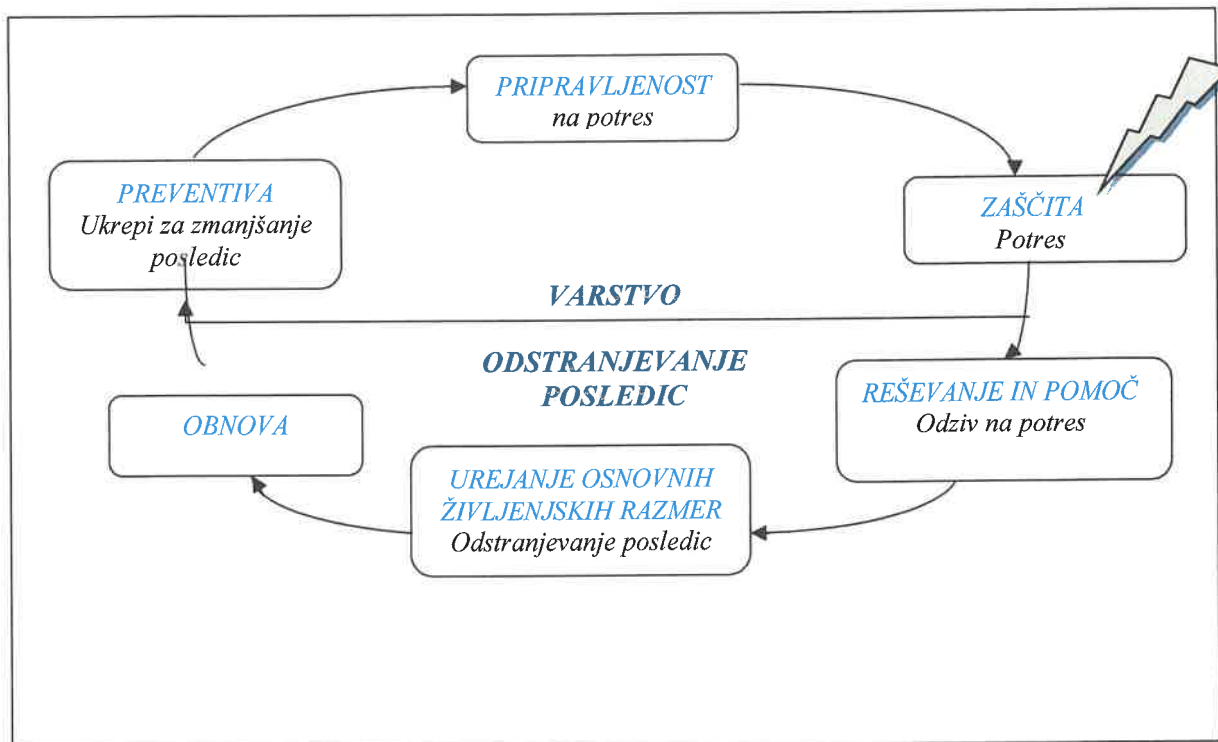 PRIPRAVLJENOST
na potres
PREVENTIVA
Ukrepi za zmanjšanje
posledic
ZAŠČITA
Potres
VARSTVO
ODSTRANJEVANJE
POSLEDIC
REŠEVANJE IN POMOČ
Odziv na potres
OBNOVA
UREJANJE OSNOVNIH
ŽIVLJENJSKIH RAZMER
Odstranjevanje posledic